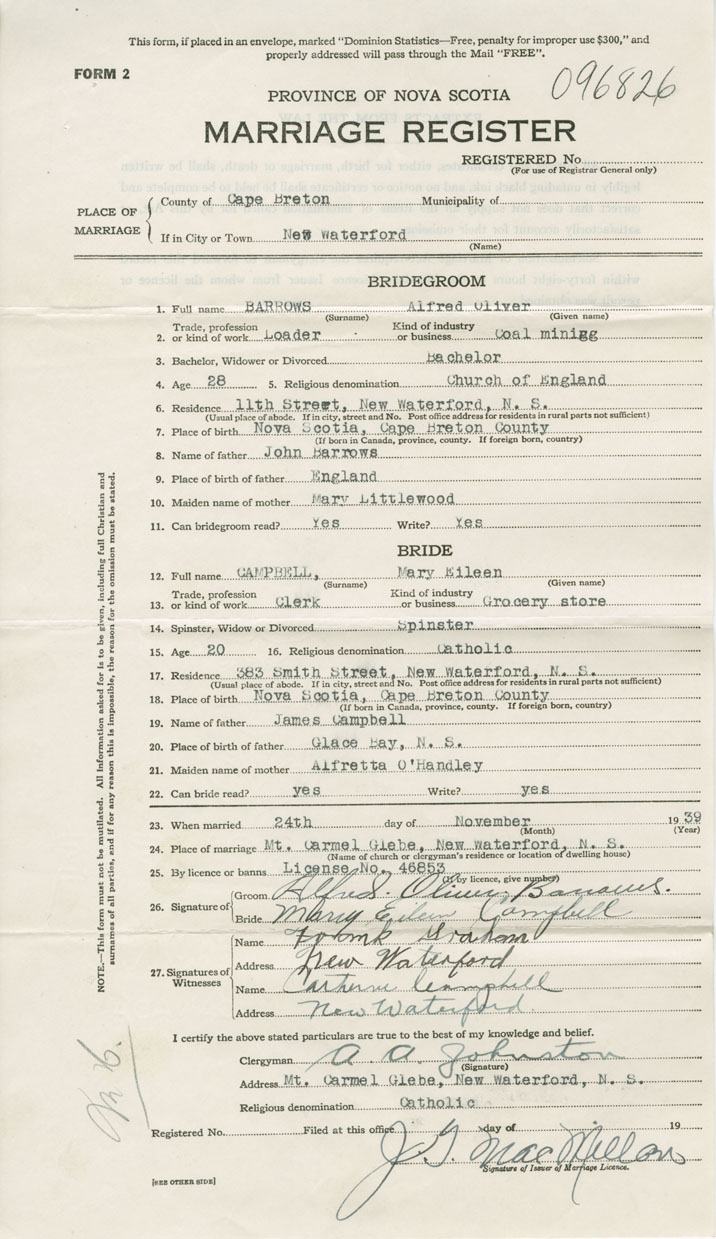 This form, if placed in an envelope, marked "Dominion Statistics—Free, penalty for improper use $300," and
properly addressed will pass through the Mail "FREE".
FORM 2
096826
PROVINCE OF NOVA SCOTIA
MARRIAGE REGISTER
REGISTERED No.
(For use of Registrar General only)
PLACE OF MARRIAGE
County of Cape Breton Municipality of
If in City or Town New Waterford
(Name)
BRIDEGROOM
1. Full name BARROWS Alfred Oliver
(Surname) (Given name)
2. Trade, profession or kind of work Loader Kind of industry or business Coal minigg
3. Bachelor, Widower or Divorced Bachelor
4. Age 28 5. Religious denomination Church of England
6. Residence 11th Street, New Waterford, N. S.
(Usual place of abode. If in city, street and No. Post office address for residents in rural parts not sufficient)
7. Place of birth Nova Scotia, Cape Breton County
(If born in Canada, province, county. If foreign born, country)
8. Name of father John Barrows
9. Place of birth of father England
10. Maiden name of mother Mary Littlewood
11. Can bridegroom read? Yes Write? Yes
BRIDE
12. Full name CAMPBELL, Mary Eileen
(Surname) (Given name)
13. Trade, profession or kind of work Clerk Kind of industry or business Grocery store
14. Spinster, Widow or Divorced Spinster
15. Age 20 16. Religious denomination Catholic
17. Residence 383 Smith Street, New Waterford, N. S.
(Usual place of abode. If in city, street and No. Post office address for residents in rural parts not sufficient)
18. Place of birth Nova Scotia, Cape Breton County
(If born in Canada, province, county. If foreign born, country)
19. Name of father James Campbell
20. Place of birth of father Glace Bay, N. S.
21. Maiden name of mother Alfretta O'Handley
22. Can bride read? yes Write? yes
23. When married 24th day of November 1939
(Month) (Year)
24. Place of marriage Mt. Carmel Glebe, New Waterford, N. S.
(Name of church or clergyman's residence or location of dwelling house)
25. By licence or banns License No. 46853
(If by licence, give number)
26. Signature of
Groom Alfred Oliver Barrows.
Bride Mary Eileen Campbell
27. Signatures of Witnesses
Name Frank Graham
Address New Waterford
Name Catherine Campbell
Address New Waterford.
I certify the above stated particulars are true to the best of my knowledge and belief.
Clergyman A. A. Johnston
(Signature)
Address Mt. Carmel Glebe, New Waterford, N. S.
Religious denomination Catholic
Registered No. Filed at this office day of 19
J. G. MacMillan
Signature of Issuer of Marriage Licence.
[SEE OTHER SIDE]
NOTE.—This form must not be mutilated. All Information asked for is to be given, including full Christian and
surnames of all parties, and if for any reason this is impossible, the reason for the omission must be stated.